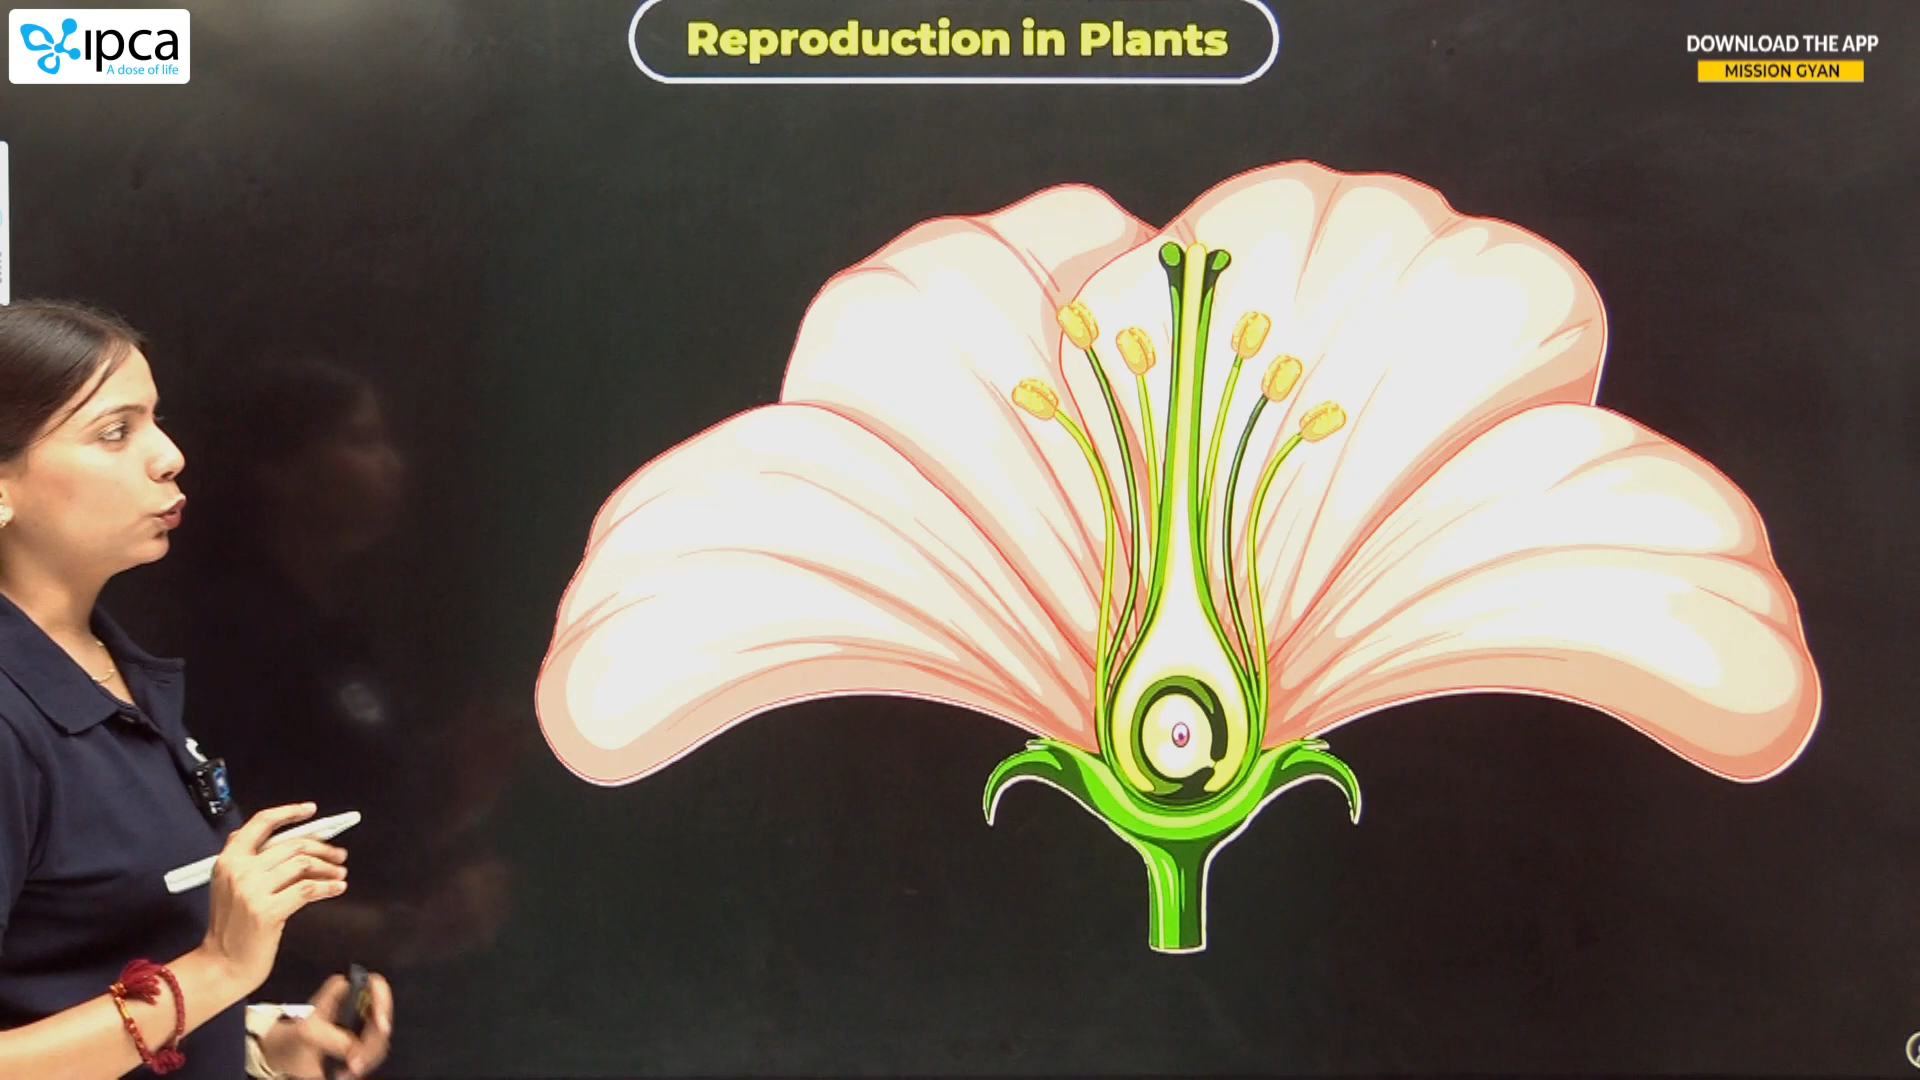 ipca
A dose of life
Reproduction in Plants
DOWNLOAD THE APP
MISSION GYAN